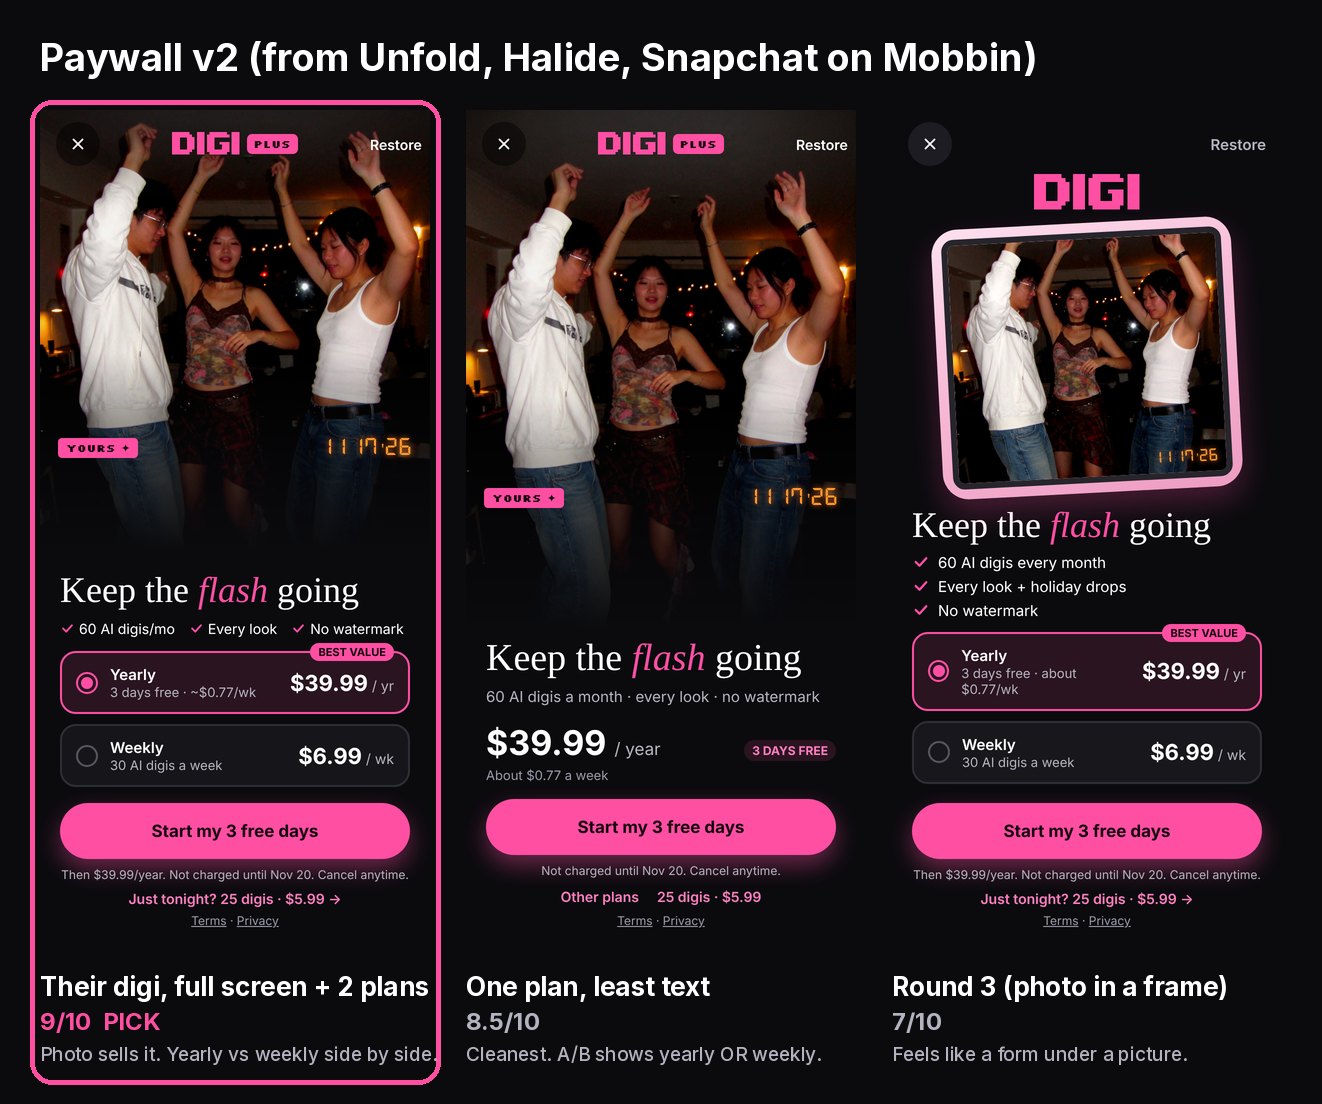 Paywall v2 (from Unfold, Halide, Snapchat on Mobbin)
✕ DIGI PLUS Restore
YOURS ✦ 11 17 '26
Keep the flash going
✓ 60 AI digis/mo ✓ Every look ✓ No watermark
BEST VALUE
Yearly
3 days free · ~$0.77/wk
$39.99 / yr
Weekly
30 AI digis a week
$6.99 / wk
Start my 3 free days
Then $39.99/year. Not charged until Nov 20. Cancel anytime.
Just tonight? 25 digis · $5.99 →
Terms · Privacy
Their digi, full screen + 2 plans
9/10 PICK
Photo sells it. Yearly vs weekly side by side.
✕ DIGI PLUS Restore
YOURS ✦ 11 17 '26
Keep the flash going
60 AI digis a month · every look · no watermark
$39.99 / year
3 DAYS FREE
About $0.77 a week
Start my 3 free days
Not charged until Nov 20. Cancel anytime.
Other plans 25 digis · $5.99
Terms · Privacy
One plan, least text
8.5/10
Cleanest. A/B shows yearly OR weekly.
✕ Restore
DIGI
11 17 '26
Keep the flash going
✓ 60 AI digis every month
✓ Every look + holiday drops
✓ No watermark
BEST VALUE
Yearly
3 days free · about
$0.77/wk
$39.99 / yr
Weekly
30 AI digis a week
$6.99 / wk
Start my 3 free days
Then $39.99/year. Not charged until Nov 20. Cancel anytime.
Just tonight? 25 digis · $5.99 →
Terms · Privacy
Round 3 (photo in a frame)
7/10
Feels like a form under a picture.